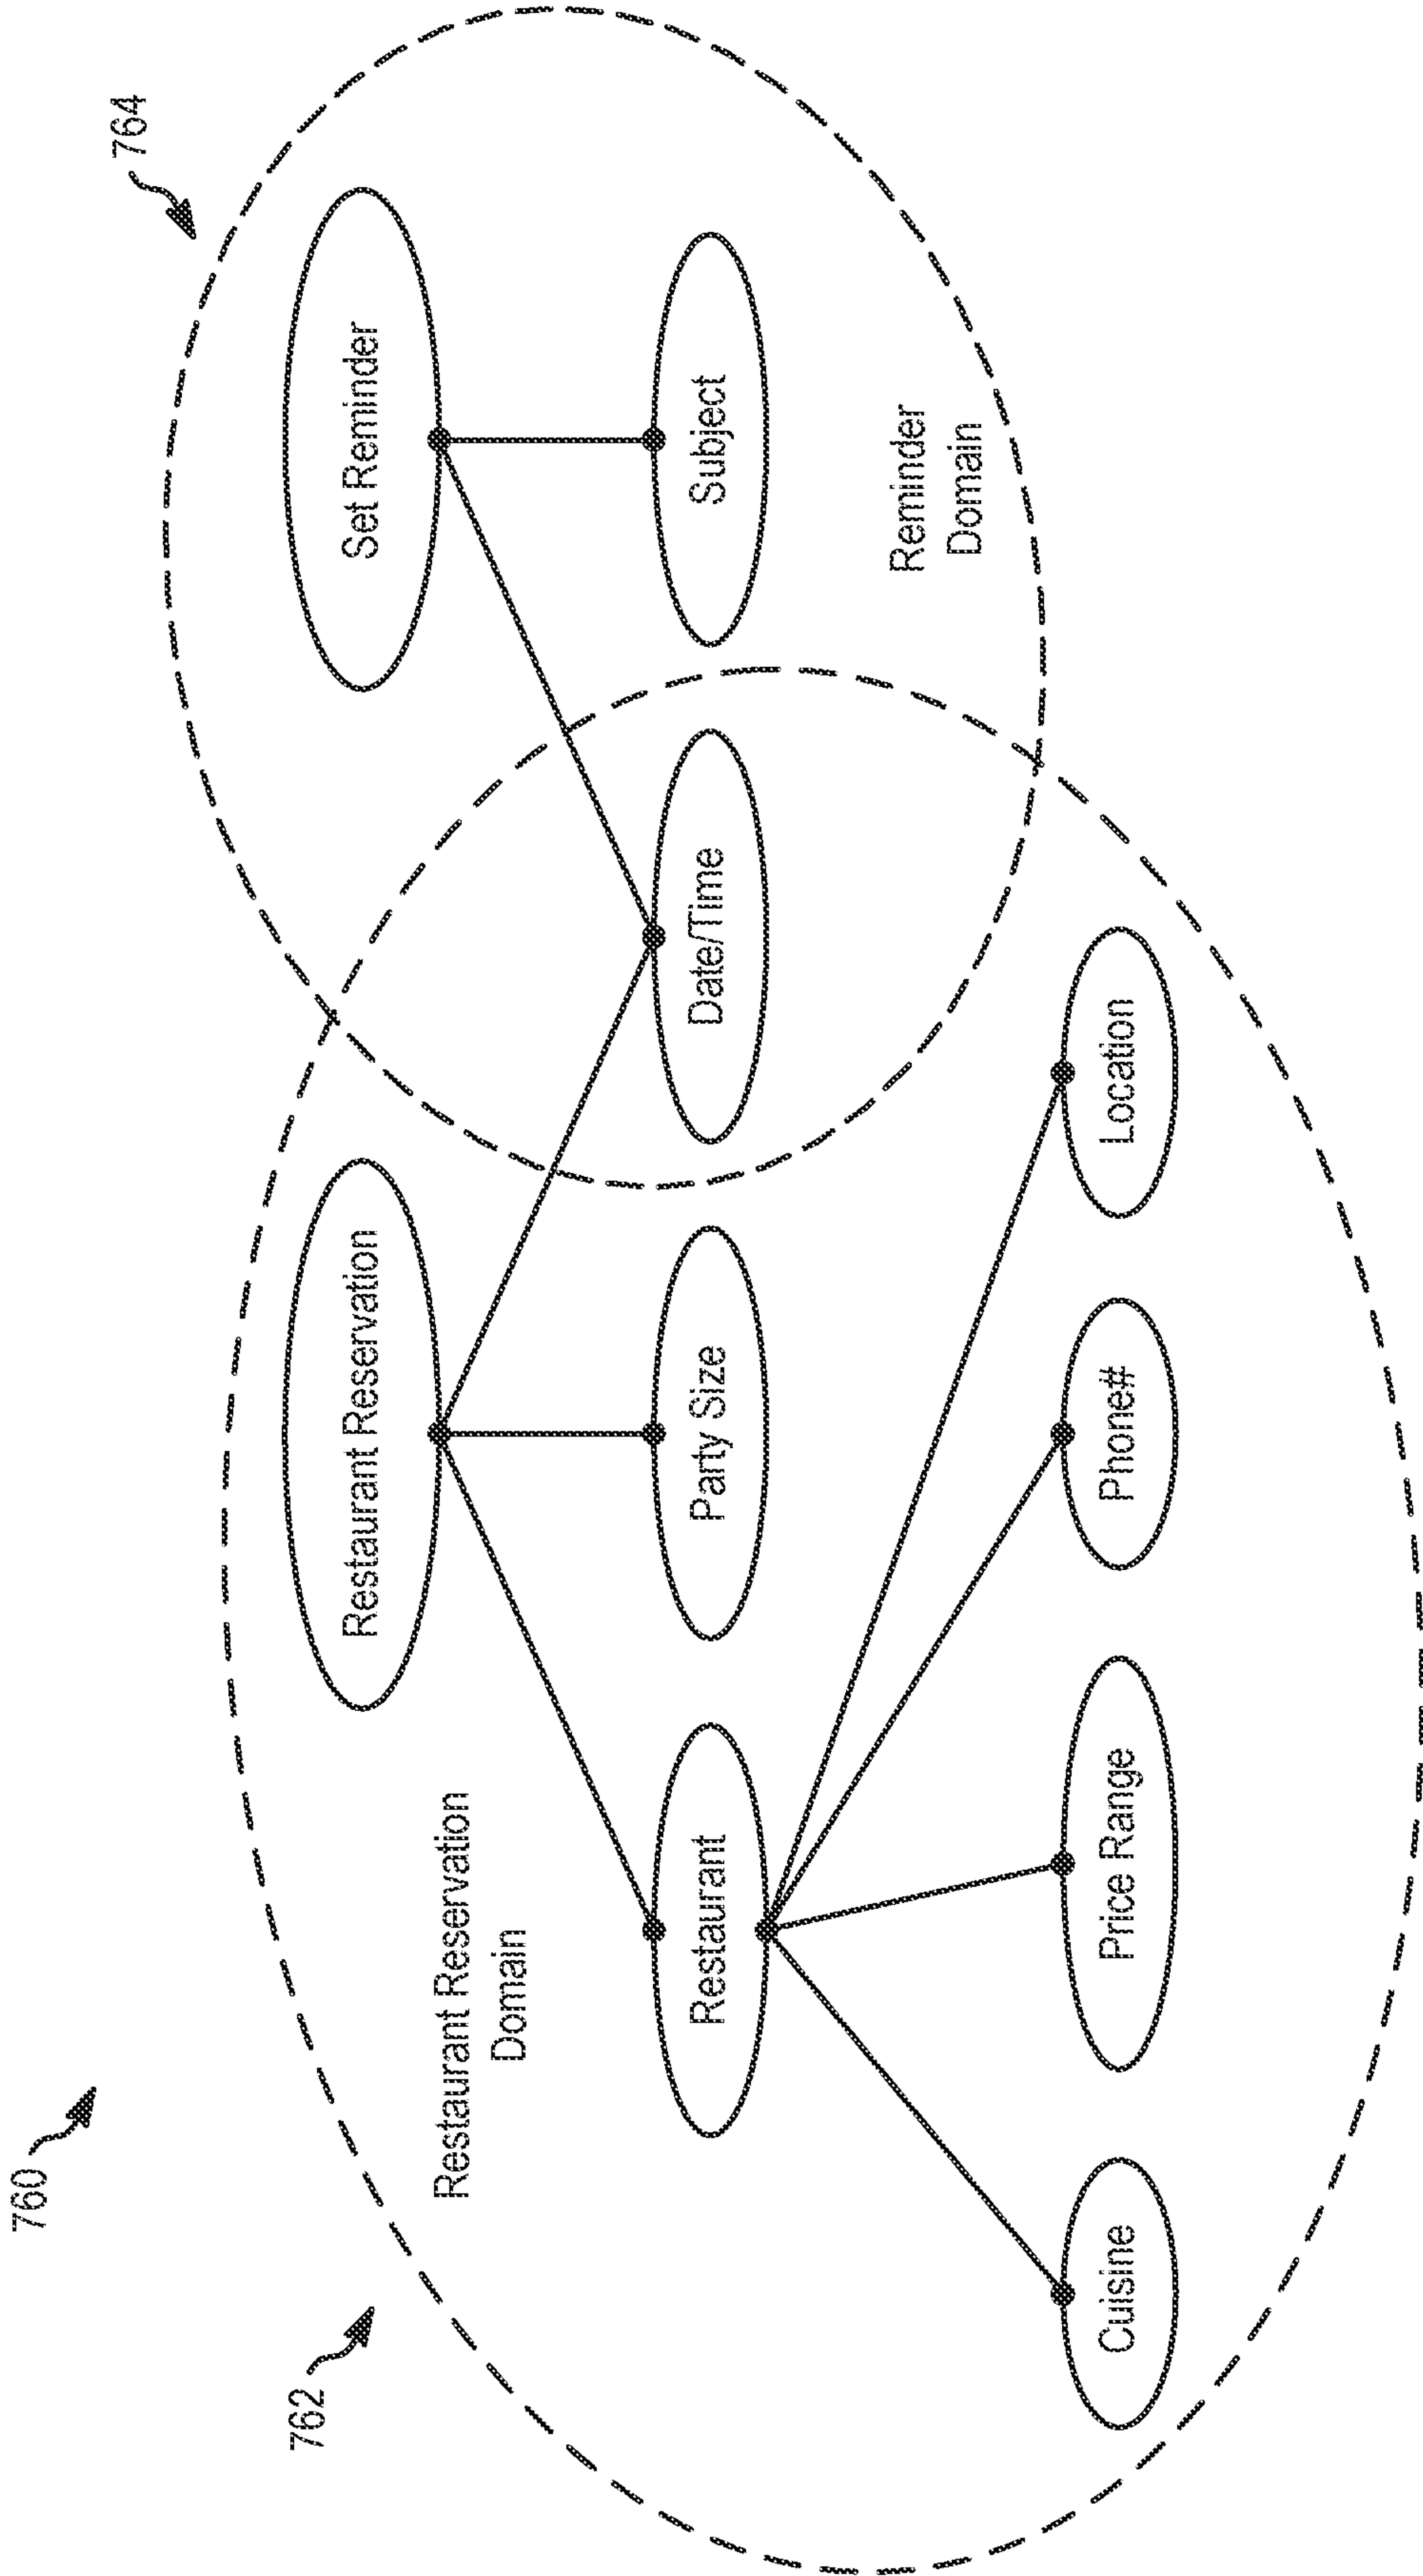 760
762
764
Restaurant Reservation
Set Reminder
Restaurant Reservation
Domain
Restaurant
Party Size
Date/Time
Subject
Reminder
Domain
Cuisine
Price Range
Phone#
Location